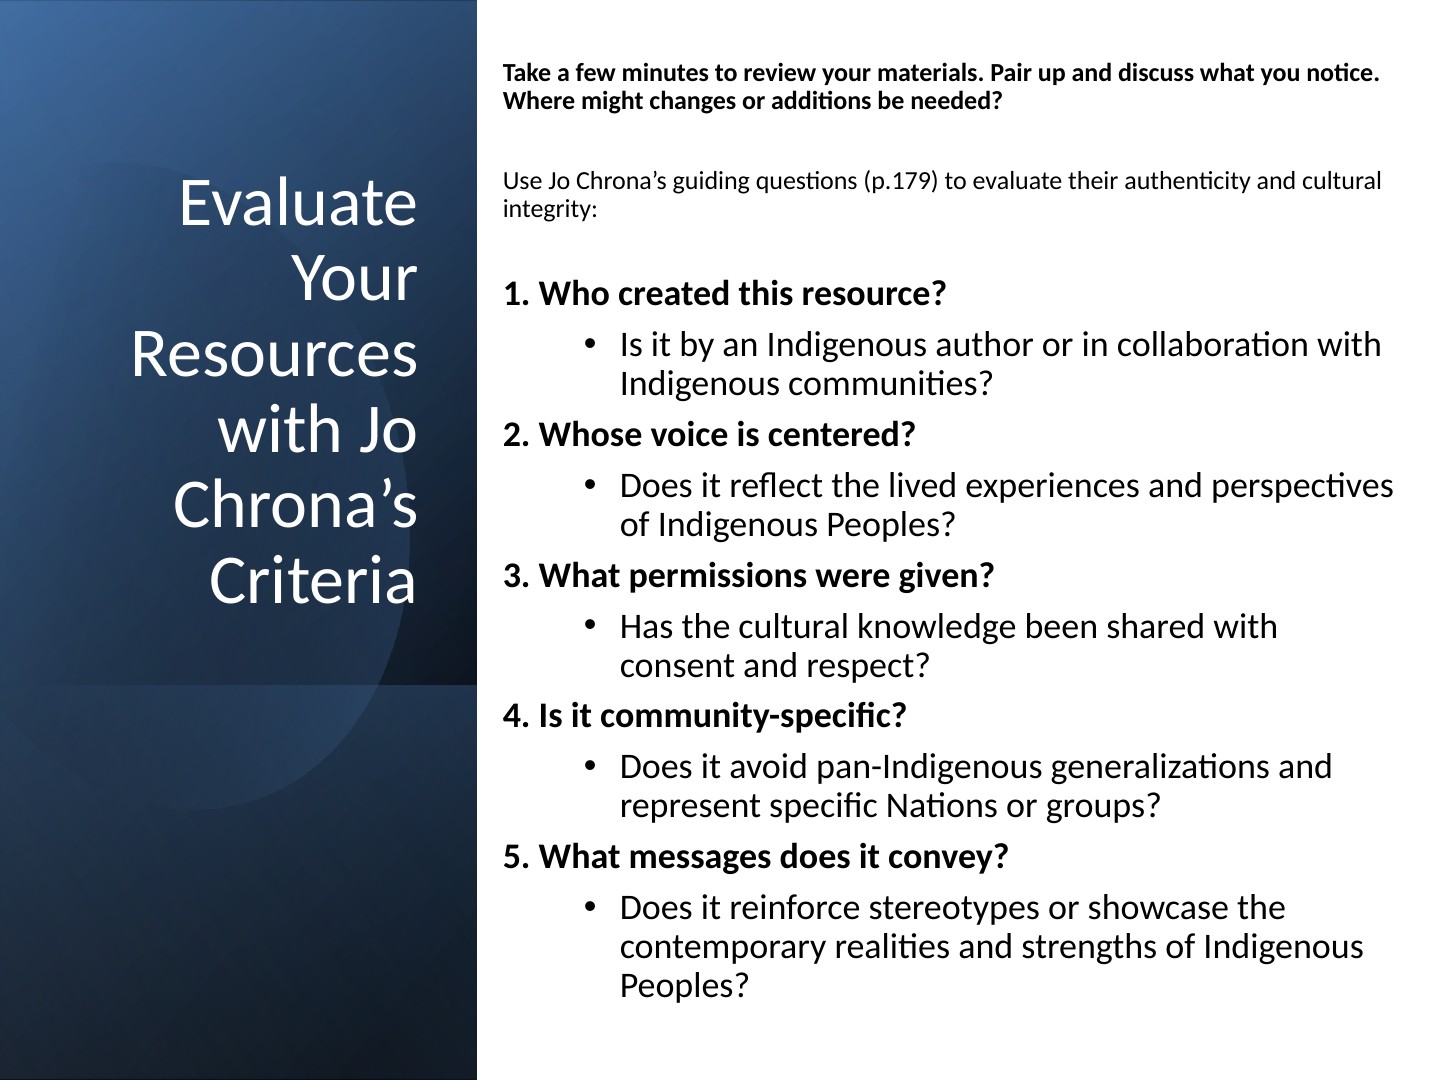 Evaluate
Your
Resources
with Jo
Chrona’s
Criteria
Take a few minutes to review your materials. Pair up and discuss what you notice.
Where might changes or additions be needed?
Use Jo Chrona’s guiding questions (p.179) to evaluate their authenticity and cultural
integrity:
1. Who created this resource?
• Is it by an Indigenous author or in collaboration with
Indigenous communities?
2. Whose voice is centered?
• Does it reflect the lived experiences and perspectives
of Indigenous Peoples?
3. What permissions were given?
• Has the cultural knowledge been shared with
consent and respect?
4. Is it community-specific?
• Does it avoid pan-Indigenous generalizations and
represent specific Nations or groups?
5. What messages does it convey?
• Does it reinforce stereotypes or showcase the
contemporary realities and strengths of Indigenous
Peoples?